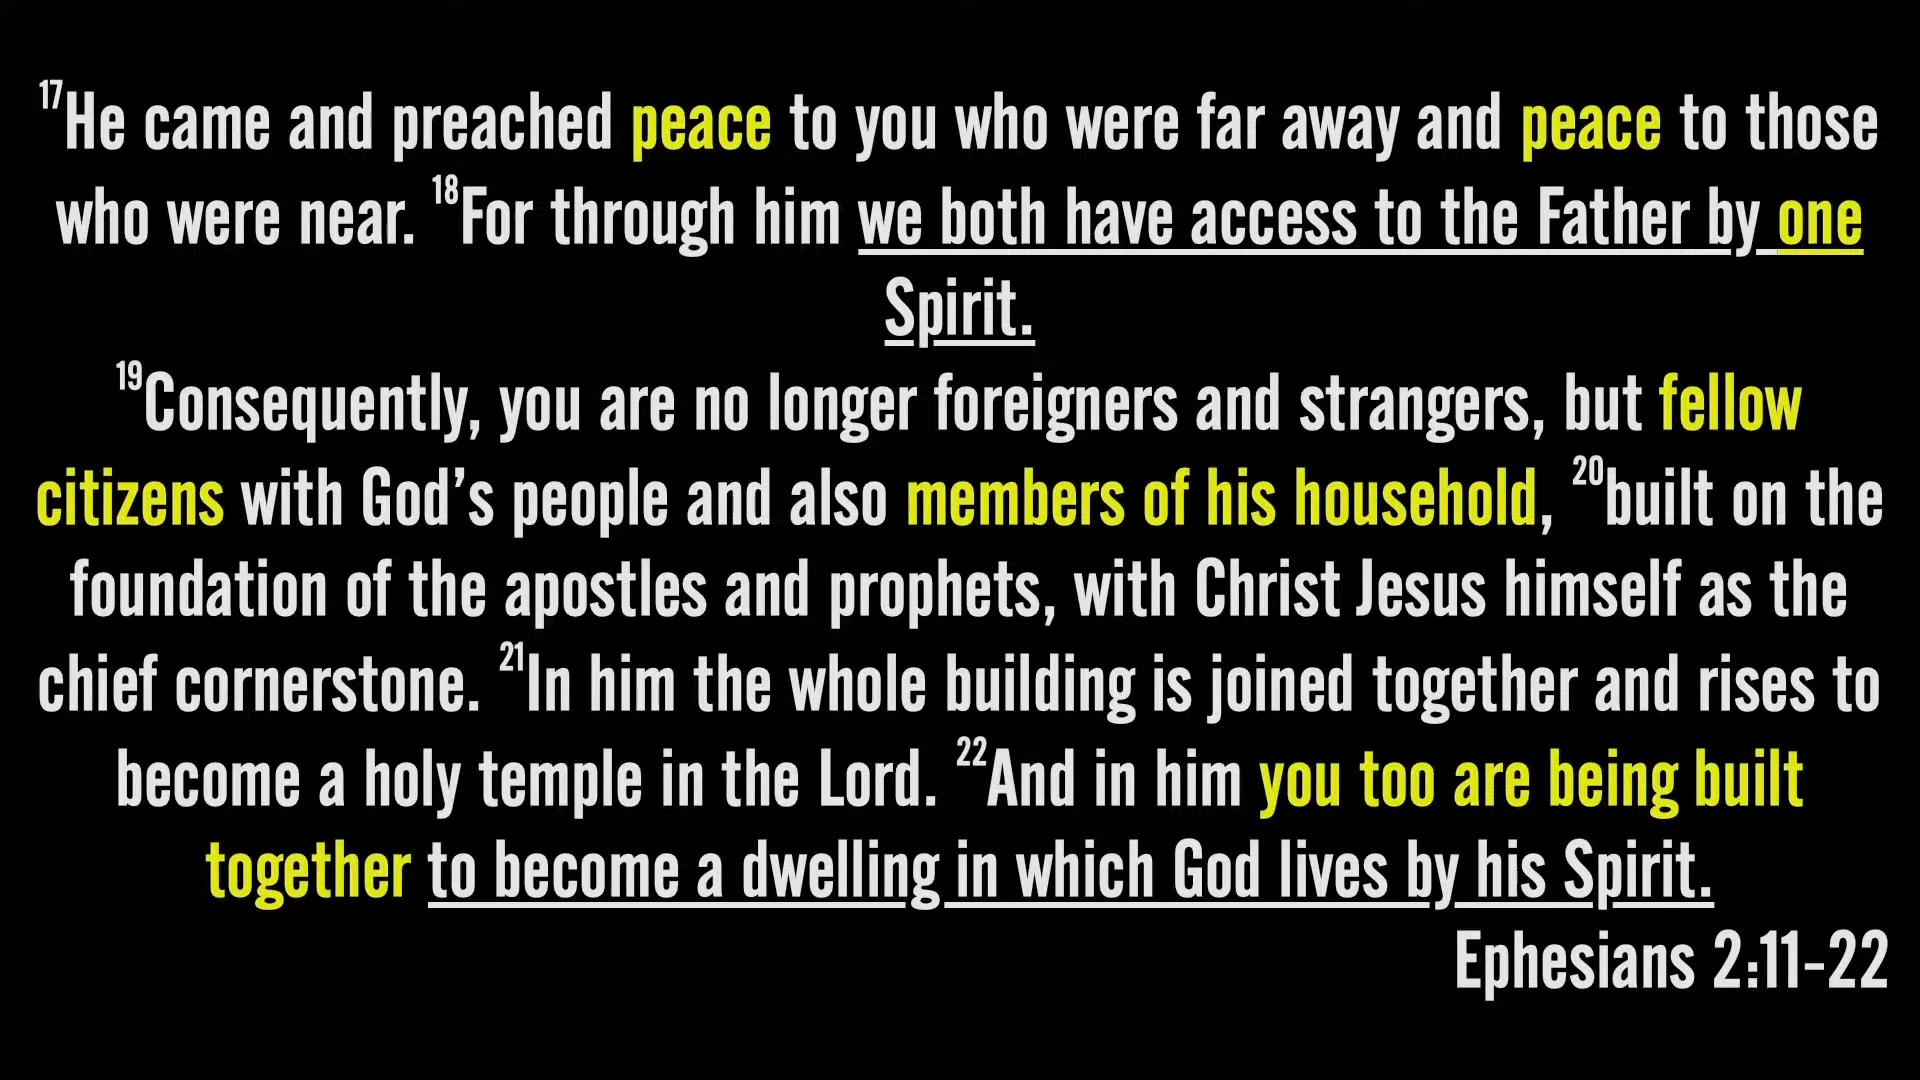 17He came and preached peace to you who were far away and peace to those
who were near. 18For through him we both have access to the Father by one
Spirit.
19Consequently, you are no longer foreigners and strangers, but fellow
citizens with God’s people and also members of his household, 20built on the
foundation of the apostles and prophets, with Christ Jesus himself as the
chief cornerstone. 21In him the whole building is joined together and rises to
become a holy temple in the Lord. 22And in him you too are being built
together to become a dwelling in which God lives by his Spirit.
Ephesians 2:11-22